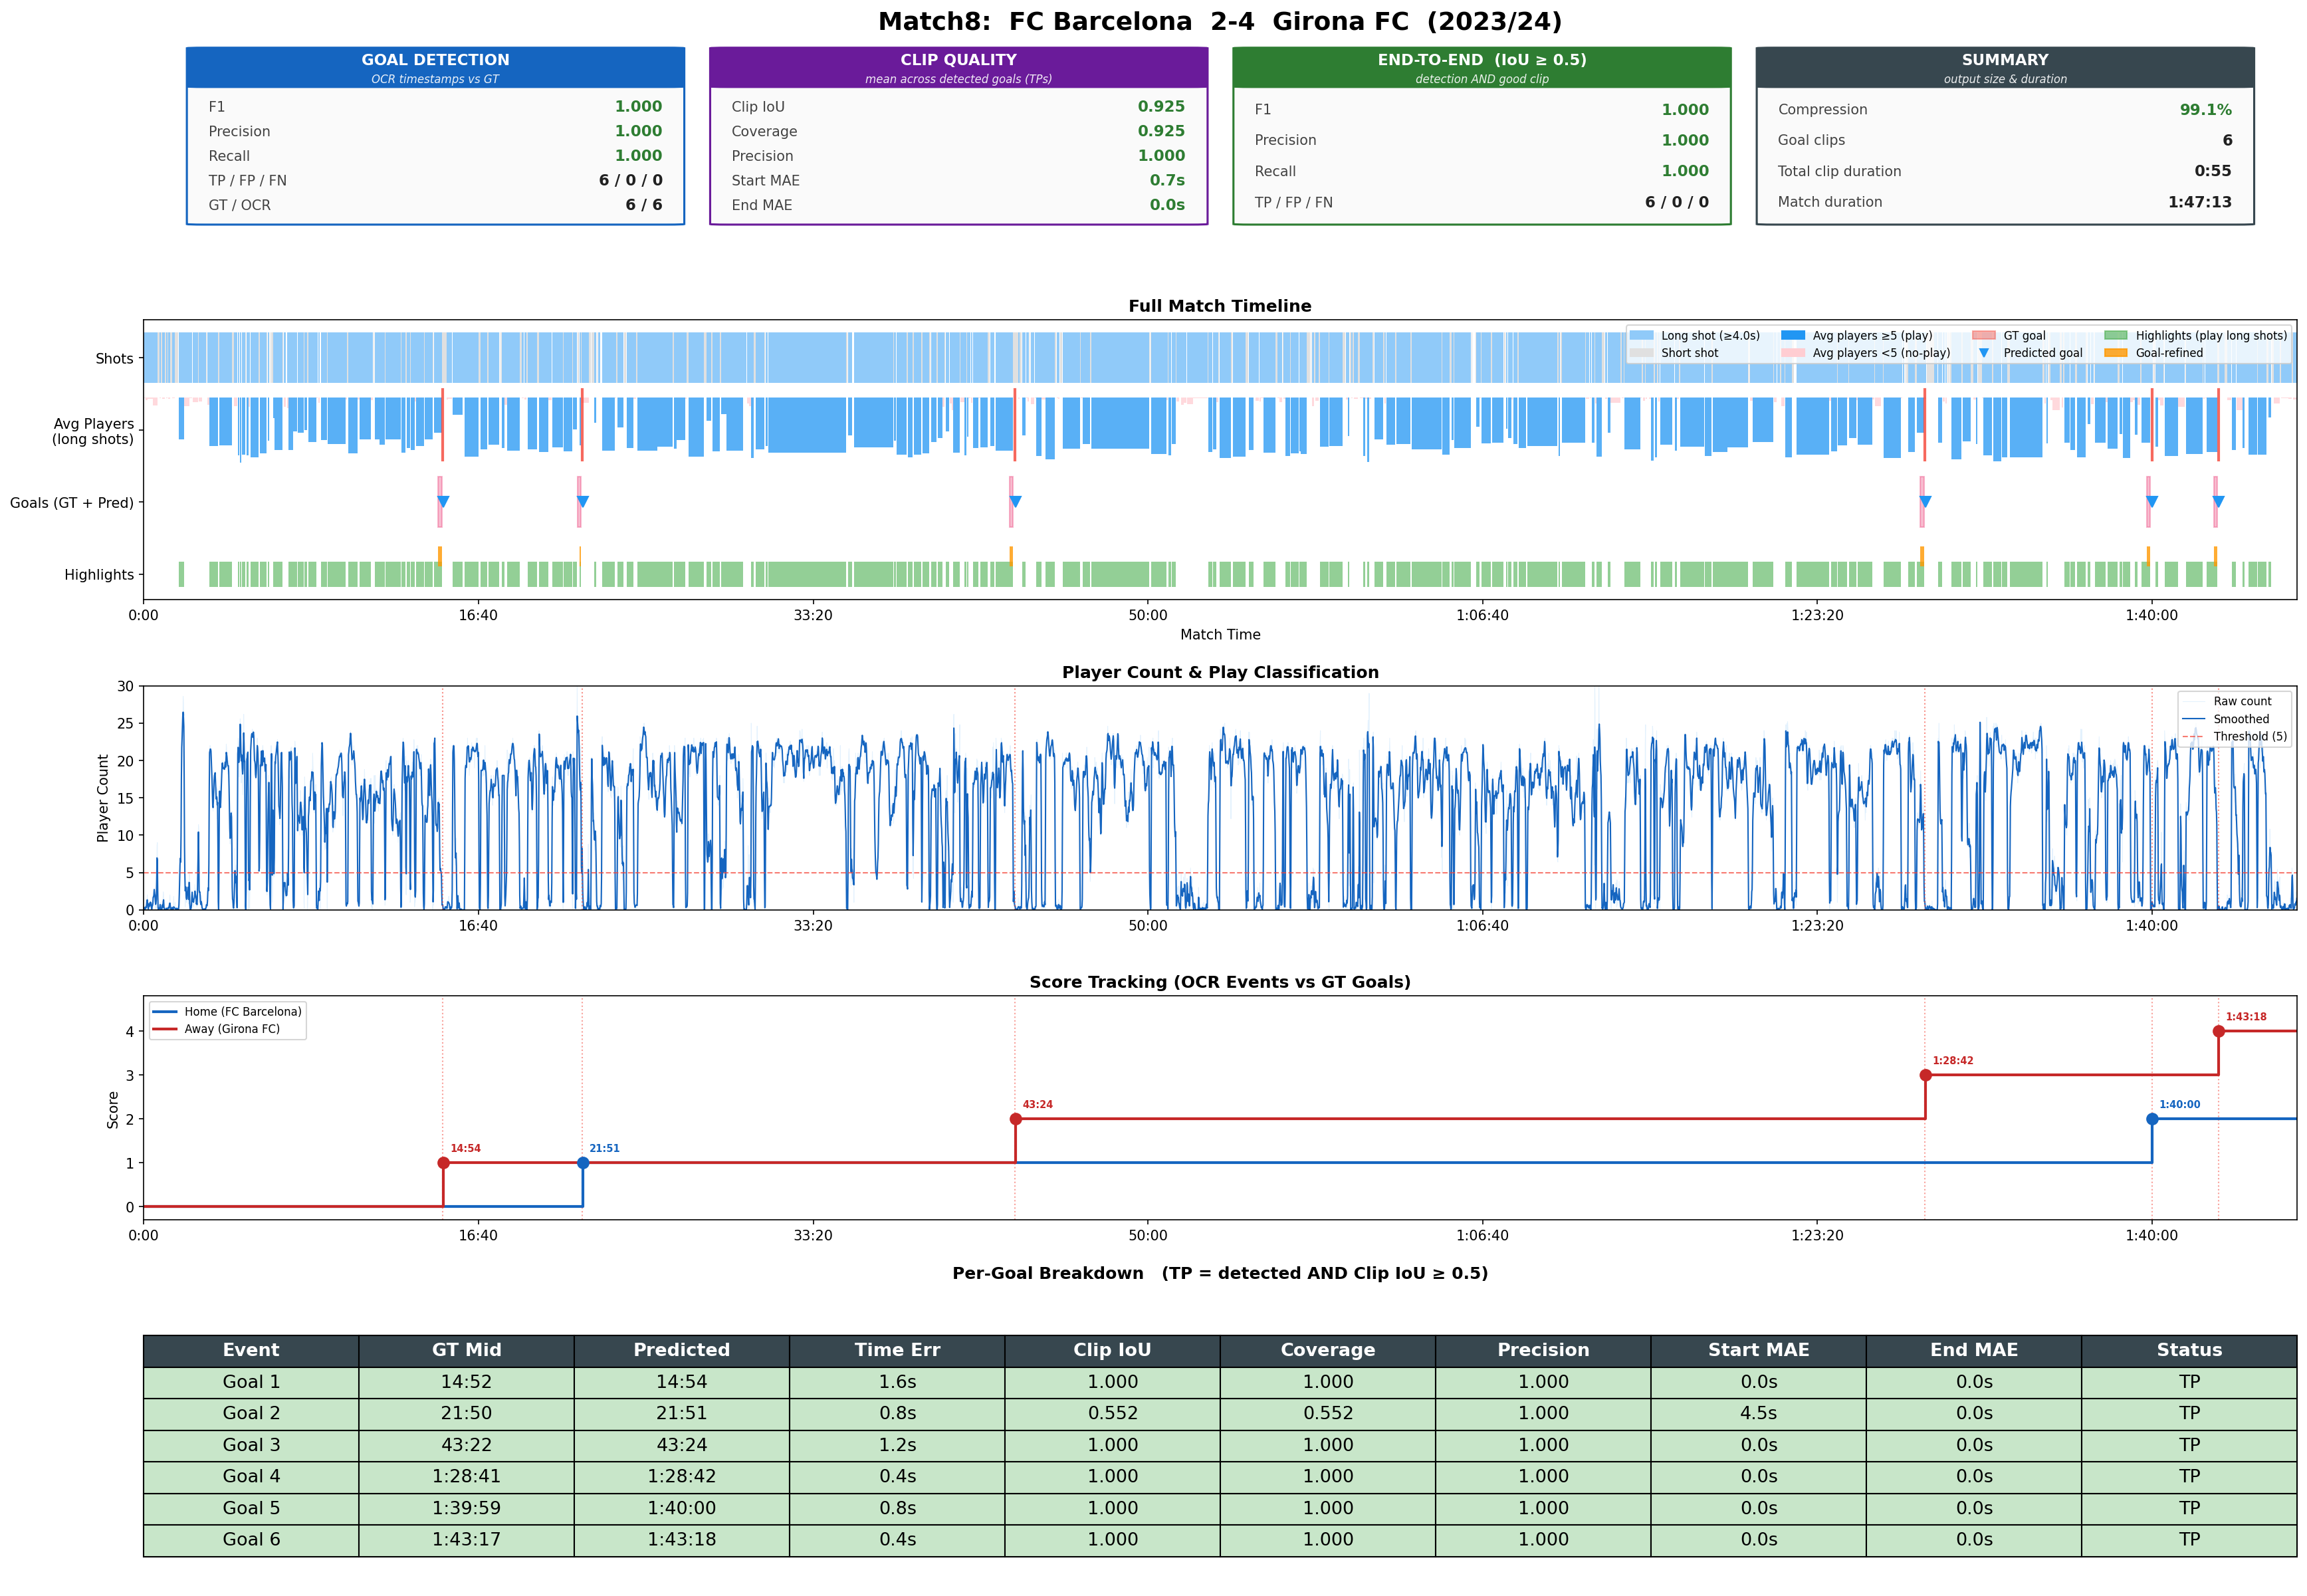 Match8:  FC Barcelona  2-4  Girona FC  (2023/24)
GOAL DETECTION
OCR timestamps vs GT
F1 1.000
Precision 1.000
Recall 1.000
TP / FP / FN 6 / 0 / 0
GT / OCR 6 / 6
CLIP QUALITY
mean across detected goals (TPs)
Clip IoU 0.925
Coverage 0.925
Precision 1.000
Start MAE 0.7s
End MAE 0.0s
END-TO-END  (IoU ≥ 0.5)
detection AND good clip
F1 1.000
Precision 1.000
Recall 1.000
TP / FP / FN 6 / 0 / 0
SUMMARY
output size & duration
Compression 99.1%
Goal clips 6
Total clip duration 0:55
Match duration 1:47:13
Full Match Timeline
Long shot (≥4.0s) Avg players ≥5 (play) GT goal Highlights (play long shots)
Short shot Avg players <5 (no-play) Predicted goal Goal-refined
Shots
Avg Players
(long shots)
Goals (GT + Pred)
Highlights
0:00 16:40 33:20 50:00 1:06:40 1:23:20 1:40:00
Match Time
Player Count & Play Classification
Raw count
Smoothed
Threshold (5)
Player Count
30
25
20
15
10
5
0
0:00 16:40 33:20 50:00 1:06:40 1:23:20 1:40:00
Score Tracking (OCR Events vs GT Goals)
Home (FC Barcelona)
Away (Girona FC)
Score
4
3
2
1
0
14:54
21:51
43:24
1:28:42
1:40:00
1:43:18
0:00 16:40 33:20 50:00 1:06:40 1:23:20 1:40:00
Per-Goal Breakdown   (TP = detected AND Clip IoU ≥ 0.5)
Event GT Mid Predicted Time Err Clip IoU Coverage Precision Start MAE End MAE Status
Goal 1 14:52 14:54 1.6s 1.000 1.000 1.000 0.0s 0.0s TP
Goal 2 21:50 21:51 0.8s 0.552 0.552 1.000 4.5s 0.0s TP
Goal 3 43:22 43:24 1.2s 1.000 1.000 1.000 0.0s 0.0s TP
Goal 4 1:28:41 1:28:42 0.4s 1.000 1.000 1.000 0.0s 0.0s TP
Goal 5 1:39:59 1:40:00 0.8s 1.000 1.000 1.000 0.0s 0.0s TP
Goal 6 1:43:17 1:43:18 0.4s 1.000 1.000 1.000 0.0s 0.0s TP